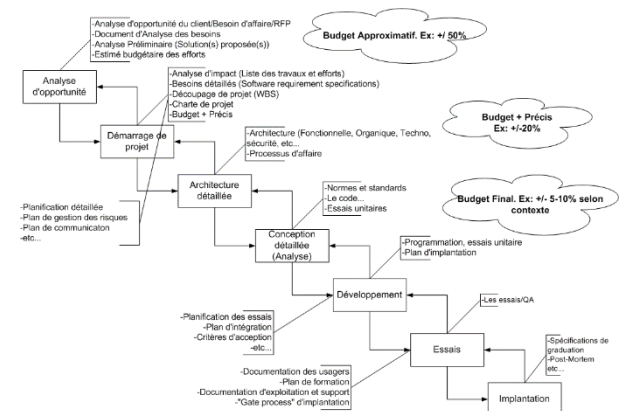 -Analyse d'opportunité du client/Besoin d'affaire/RFP
-Document d'Analyse des besoins
-Analyse Préliminaire (Solution(s) proposée(s))
-Estimé budgétaire des efforts
Budget Approximatif. Ex: +/ 50%
Analyse
d'opportunité
-Analyse d'impact (Liste des travaux et efforts)
-Besoins détaillés (Software requirement specifications)
-Découpage de projet (WBS)
-Charte de projet
-Budget + Précis
Budget + Précis
Ex: +/-20%
Démarrage de
projet
-Architecture (Fonctionnelle, Organique, Techno,
sécurité, etc...
-Processus d'affaire
Architecture
détaillée
-Planification détaillée
-Plan de gestion des risques
-Plan de communicaton
-etc...
-Normes et standards
-Le code...
-Essais unitaires
Budget Final. Ex: +/- 5-10% selon
contexte
Conception
détaillée
(Analyse)
-Programmation, essais unitaire
-Plan d'implantation
Développement
-Planification des essais
-Plan d'intégration
-Critères d'acception
-etc...
-Les essais/QA
Essais
-Spécifications de
graduation
-Post-Mortem
etc...
-Documentation des usagers
-Plan de formation
-Documentation d'exploitation et support
-"Gate process" d'implantation
Implantation